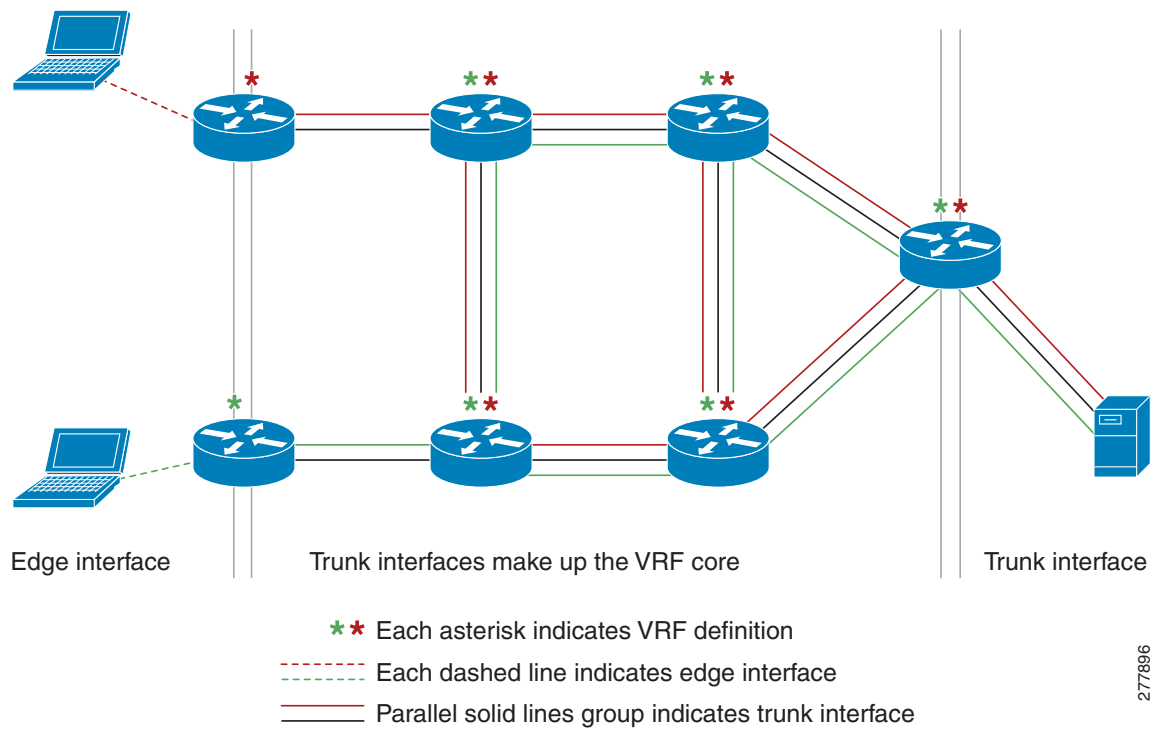 * *
* *
*
* *
*
* *
* *
Edge interface
Trunk interfaces make up the VRF core
Trunk interface
* * Each asterisk indicates VRF definition
Each dashed line indicates edge interface
Parallel solid lines group indicates trunk interface
277896